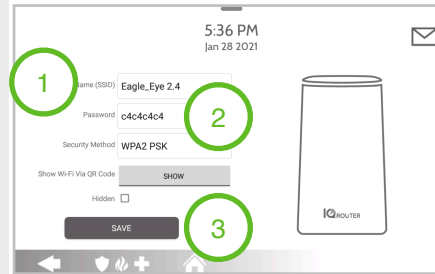 5:36 PM
Jan 28 2021
1
Name (SSID) Eagle_Eye 2.4
Password c4c4c4c4 2
Security Method WPA2 PSK
Show Wi-Fi Via QR Code SHOW
Hidden
SAVE 3
IQ ROUTER